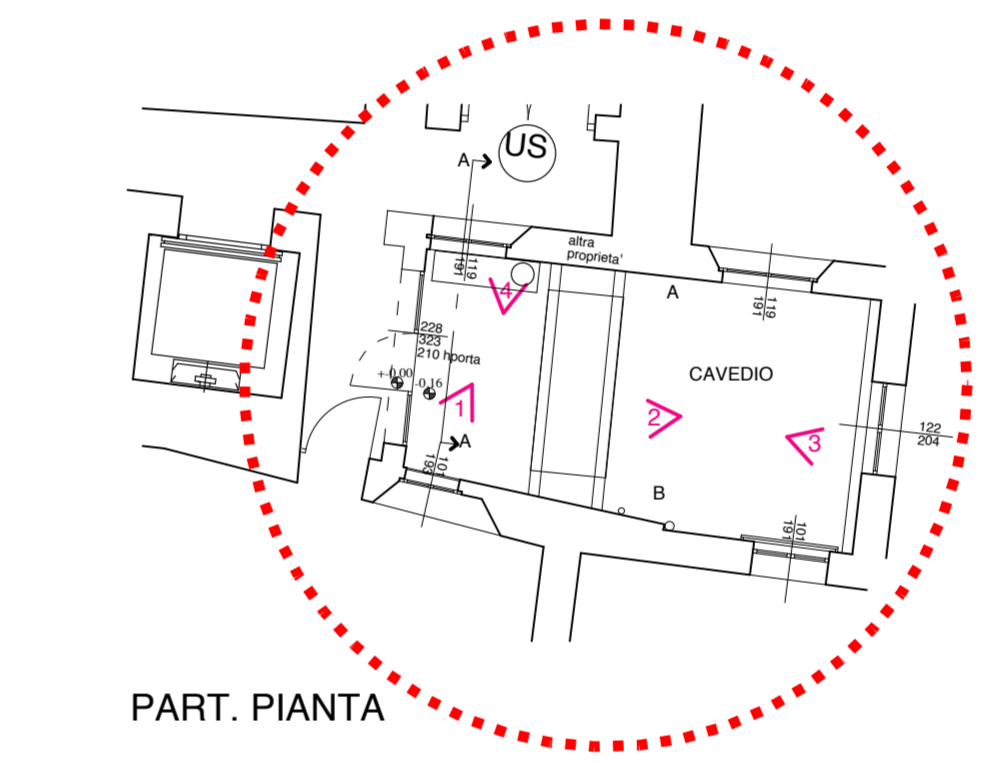 US
A
altra
proprieta'
119
191
4
A
119
191
228
323
210 hporta
CAVEDIO
+-0.00
-0.16
1
2
3
122
204
A
101
193
B
101
191
PART. PIANTA